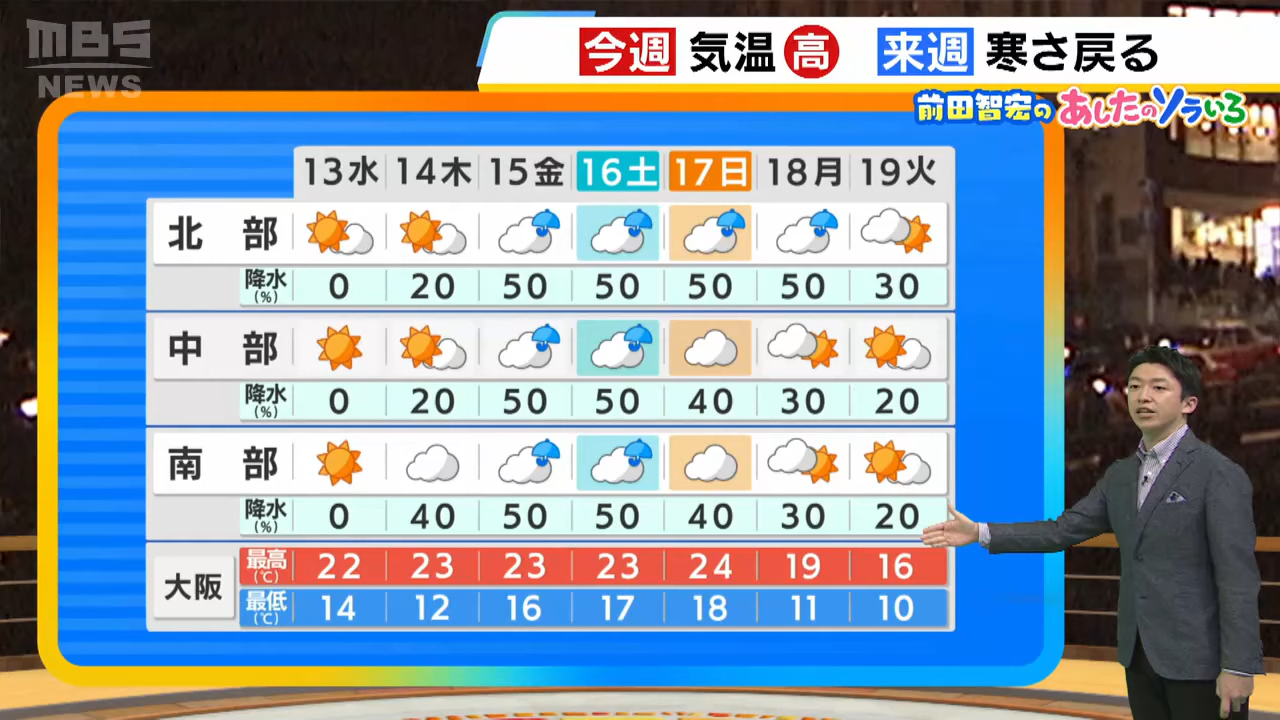 MBS
NEWS
今週 気温 高 来週 寒さ戻る
前田智宏の あしたのソラいろ
13水 14木 15金 16土 17日 18月 19火
北部
降水(%) 0 20 50 50 50 50 30
中部
降水(%) 0 20 50 50 40 30 20
南部
降水(%) 0 40 50 50 40 30 20
大阪
最高(℃) 22 23 23 23 24 19 16
最低(℃) 14 12 16 17 18 11 10